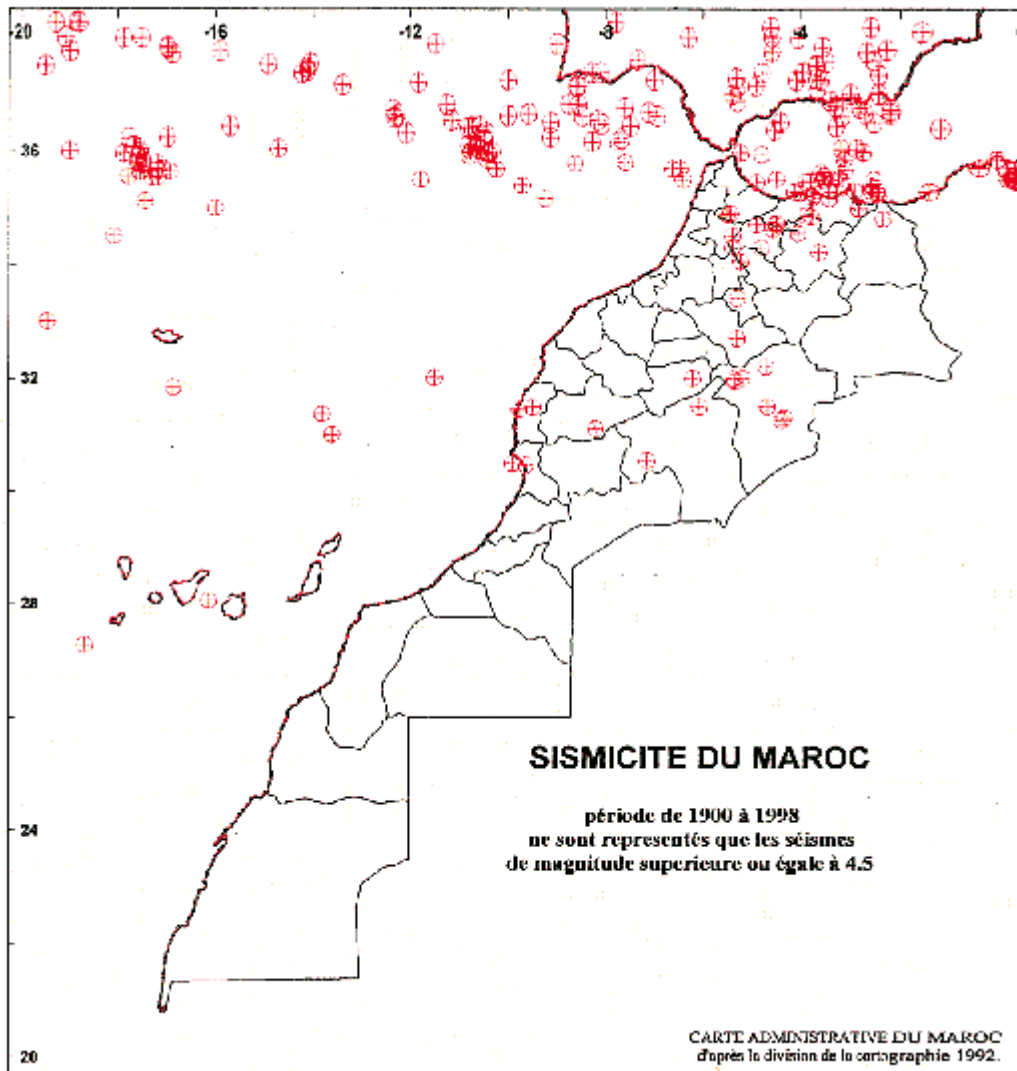 -20 -16 -12 -8 -4
36
32
28
24
20
SISMICITE DU MAROC
période de 1900 à 1998
ne sont representés que les séismes
de magnitude superieure ou égale à 4.5
CARTE ADMINISTRATIVE DU MAROC
d'après la division de la cartographie 1992.